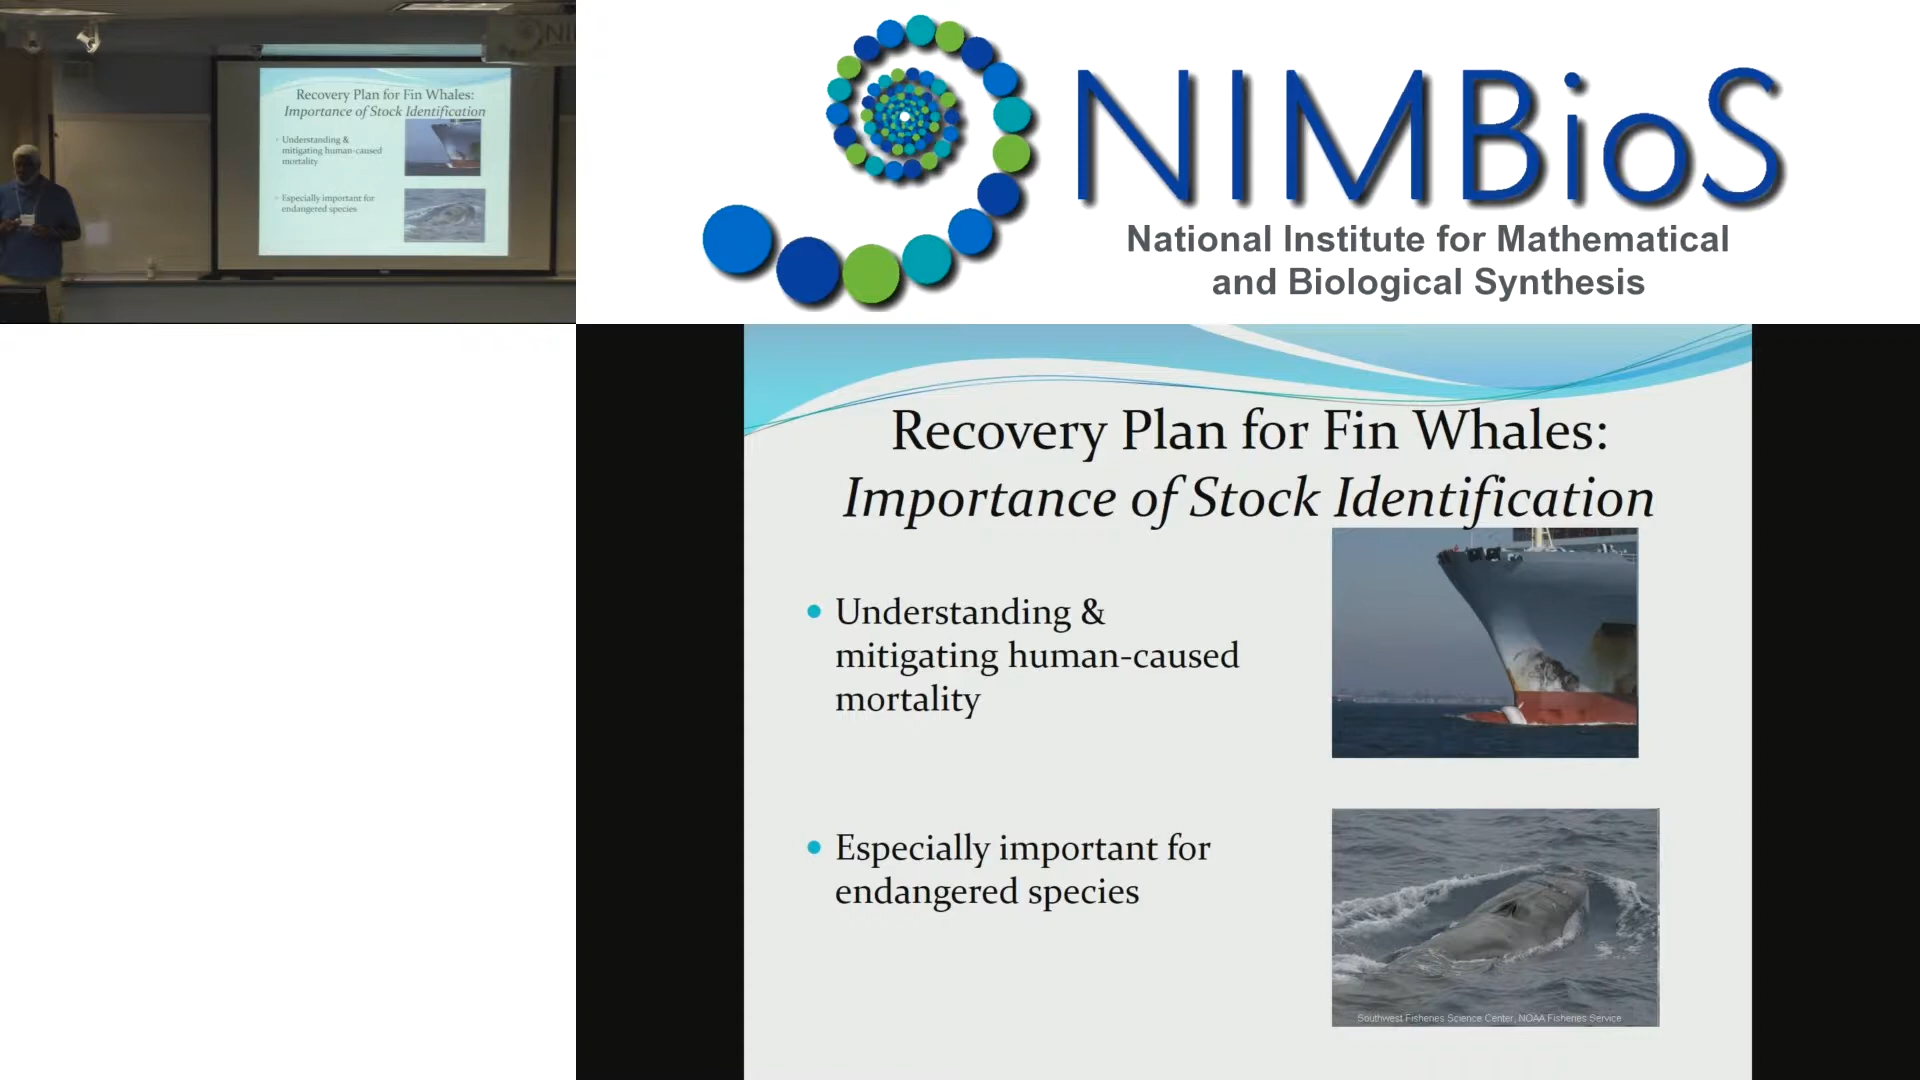 Recovery Plan for Fin Whales:
Importance of Stock Identification
Understanding &
mitigating human-caused
mortality
Especially important for
endangered species
NIMBioS
National Institute for Mathematical
and Biological Synthesis
Recovery Plan for Fin Whales:
Importance of Stock Identification
• Understanding &
mitigating human-caused
mortality
• Especially important for
endangered species
Southwest Fisheries Science Center, NOAA Fisheries Service